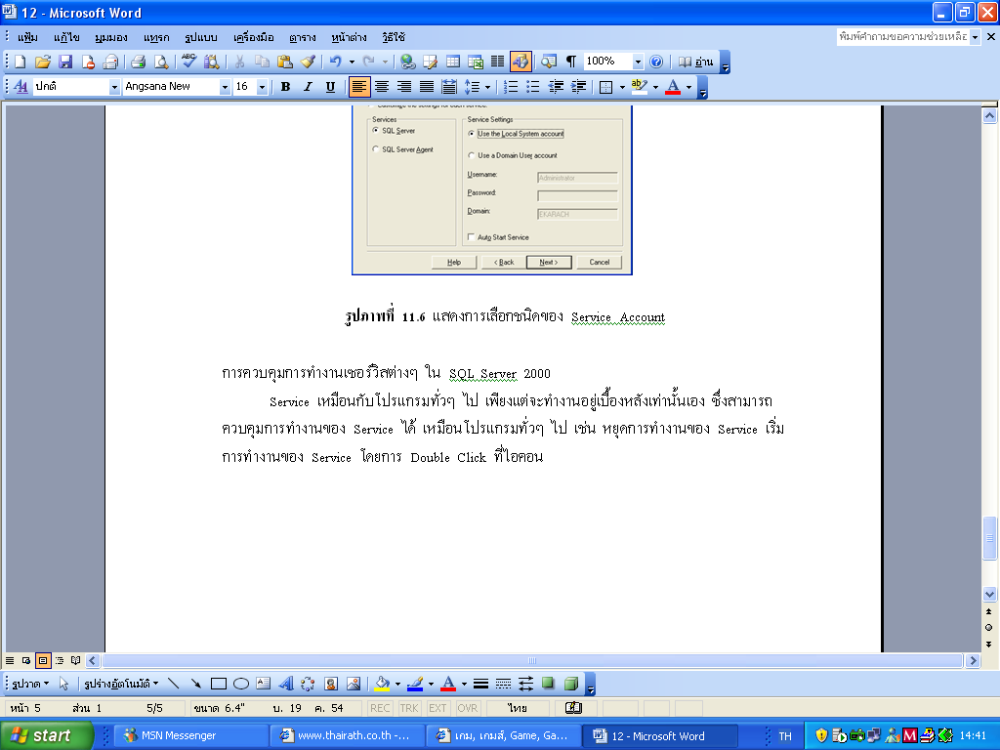 12 - Microsoft Word
แฟ้ม แก้ไข มุมมอง แทรก รูปแบบ เครื่องมือ ตาราง หน้าต่าง วิธีใช้ พิมพ์คำถามขอความช่วยเหลือ
100% อ่าน
ปกติ Angsana New 16 B I U
Customize the settings for each service.
Services Service Settings
SQL Server Use the Local System account
SQL Server Agent Use a Domain User account
Username: Administrator
Password:
Domain: EKARACH
Auto Start Service
Help < Back Next > Cancel
รูปภาพที่ 11.6 แสดงการเลือกชนิดของ Service Account
การควบคุมการทำงานเซอร์วิสต่างๆ ใน SQL Server 2000
Service เหมือนกับโปรแกรมทั่วๆ ไป เพียงแต่จะทำงานอยู่เบื้องหลังเท่านั้นเอง ซึ่งสามารถ
ควบคุมการทำงานของ Service ได้ เหมือนโปรแกรมทั่วๆ ไป เช่น หยุดการทำงานของ Service เริ่ม
การทำงานของ Service โดยการ Double Click ที่ไอคอน
รูปวาด รูปร่างอัตโนมัติ
หน้า 5 ส่วน 1 5/5 ขนาด 6.4" บ. 19 ค. 54 REC TRK EXT OVR ไทย
start MSN Messenger www.thairath.co.th -... เกม, เกมส์, Game, Ga... 12 - Microsoft Word TH 14:41